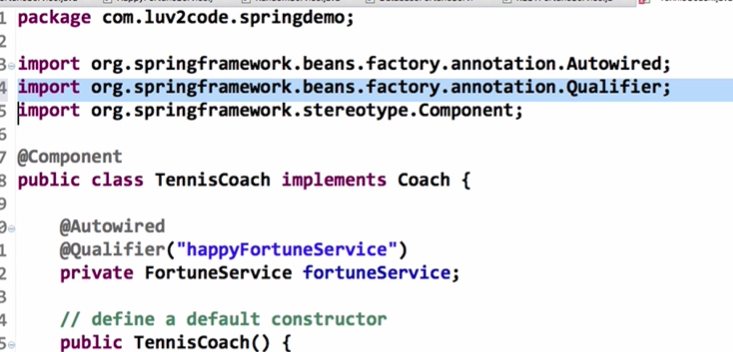 1 package com.luv2code.springdemo;
2
3 import org.springframework.beans.factory.annotation.Autowired;
4 import org.springframework.beans.factory.annotation.Qualifier;
5 import org.springframework.stereotype.Component;
6
7 @Component
8 public class TennisCoach implements Coach {
9
0 @Autowired
1 @Qualifier("happyFortuneService")
2 private FortuneService fortuneService;
3
4 // define a default constructor
5 public TennisCoach() {